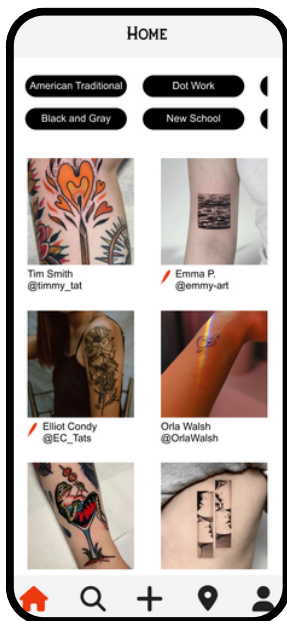 Home
American Traditional
Dot Work
Black and Gray
New School
Tim Smith
@timmy_tat
Emma P.
@emmy-art
Elliot Condy
@EC_Tats
Orla Walsh
@OrlaWalsh